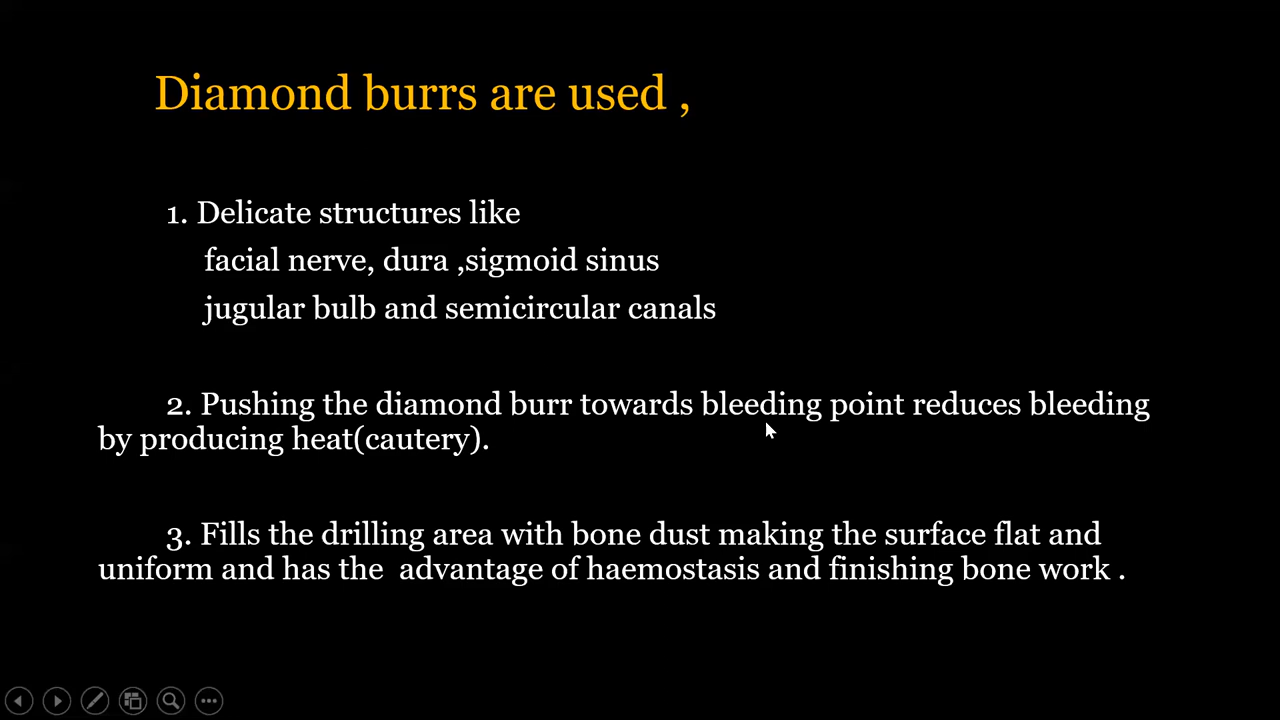 Diamond burrs are used ,
1. Delicate structures like
facial nerve, dura ,sigmoid sinus
jugular bulb and semicircular canals
2. Pushing the diamond burr towards bleeding point reduces bleeding
by producing heat(cautery).
3. Fills the drilling area with bone dust making the surface flat and
uniform and has the  advantage of haemostasis and finishing bone work .